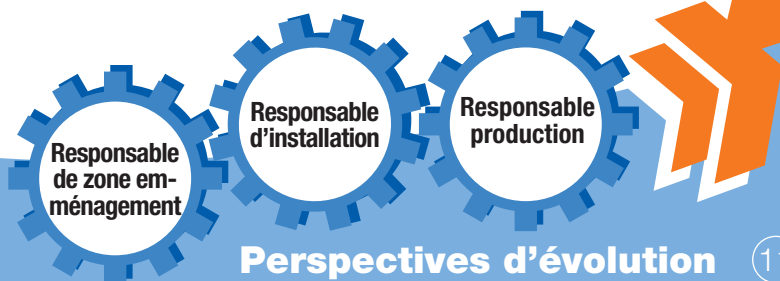 Responsable
de zone em-
ménagement
Responsable
d'installation
Responsable
production
Perspectives d'évolution